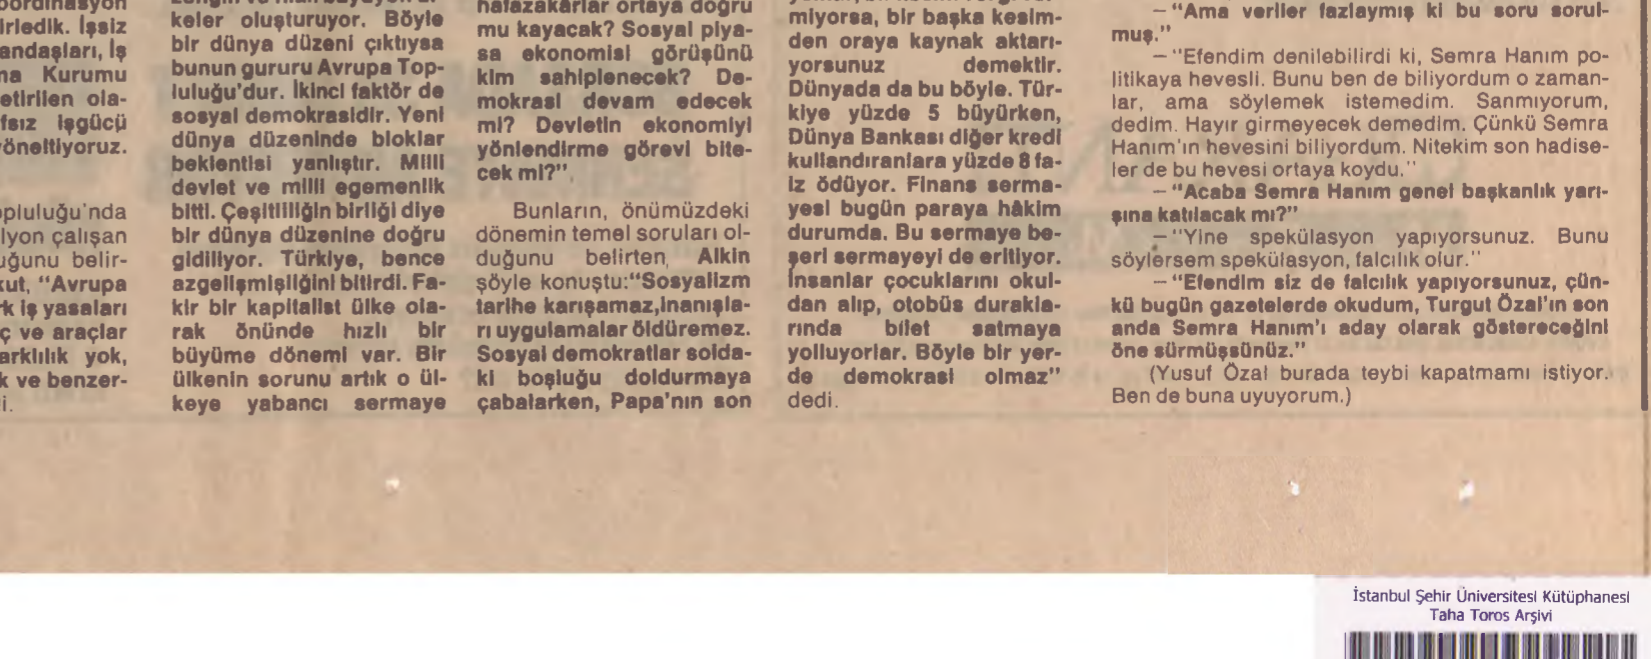 oordinasyon
irledik. İşsiz
andaşları, İş
na Kurumu
etirilen ola-
fsız işgücü
yöneltiyoruz.
opluluğu'nda
lyon çalışan
uğunu belir-
kut, "Avrupa
rk iş yasaları
ç ve araçlar
arklılık yok,
k ve benzer-
i.
keler oluşturuyor. Böyle
bir dünya düzeni çıktıysa
bunun gururu Avrupa Top-
luluğu'dur. İkinci faktör de
sosyal demokrasidir. Yeni
dünya düzeninde bloklar
beklentisi yanlıştır. Milli
devlet ve milli egemenlik
bitti. Çeşitliliğin birliği diye
bir dünya düzenine doğru
gidiliyor. Türkiye, bence
azgelişmişliğini bitirdi. Fa-
kir bir kapitalist ülke ola-
rak önünde hızlı bir
büyüme dönemi var. Bir
ülkenin sorunu artık o ül-
keye yabancı sermaye
hafazakârlar ortaya doğru
mu kayacak? Sosyal piya-
sa ekonomisi görüşünü
kim sahiplenecek? De-
mokrasi devam edecek
mi? Devletin ekonomiyi
yönlendirme görevi bite-
cek mi?".
Bunların, önümüzdeki
dönemin temel soruları ol-
duğunu belirten, Alkin
şöyle konuştu:"Sosyalizm
tarihe karışamaz,inanışla-
rı uygulamalar öldüremez.
Sosyal demokratlar solda-
ki boşluğu doldurmaya
çabalarken, Papa'nın son
miyorsa, bir başka kesim-
den oraya kaynak aktarı-
yorsunuz demektir.
Dünyada da bu böyle. Tür-
kiye yüzde 5 büyürken,
Dünya Bankası diğer kredi
kullandıranlara yüzde 8 fa-
iz ödüyor. Finans serma-
yesi bugün paraya hâkim
durumda. Bu sermaye be-
şeri sermayeyi de eritiyor.
İnsanlar çocuklarını okul-
dan alıp, otobüs durakla-
rında bilet satmaya
yolluyorlar. Böyle bir yer-
de demokrasi olmaz"
dedi.
— "Ama veriler fazlaymış ki bu soru sorul-
muş."
— "Efendim denilebilirdi ki, Semra Hanım po-
litikaya hevesli. Bunu ben de biliyordum o zaman-
lar, ama söylemek istemedim. Sanmıyorum,
dedim. Hayır girmeyecek demedim. Çünkü Semra
Hanım'ın hevesini biliyordum. Nitekim son hadise-
ler de bu hevesi ortaya koydu."
— "Acaba Semra Hanım genel başkanlık yarı-
şına katılacak mı?"
— "Yine spekülasyon yapıyorsunuz. Bunu
söylersem spekülasyon, falcılık olur."
— "Efendim siz de falcılık yapıyorsunuz, çün-
kü bugün gazetelerde okudum, Turgut Özal'ın son
anda Semra Hanım'ı aday olarak göstereceğini
öne sürmüşsünüz."
(Yusuf Özal burada teybi kapatmamı istiyor.
Ben de buna uyuyorum.)
İstanbul Şehir Üniversitesi Kütüphanesi
Taha Toros Arşivi